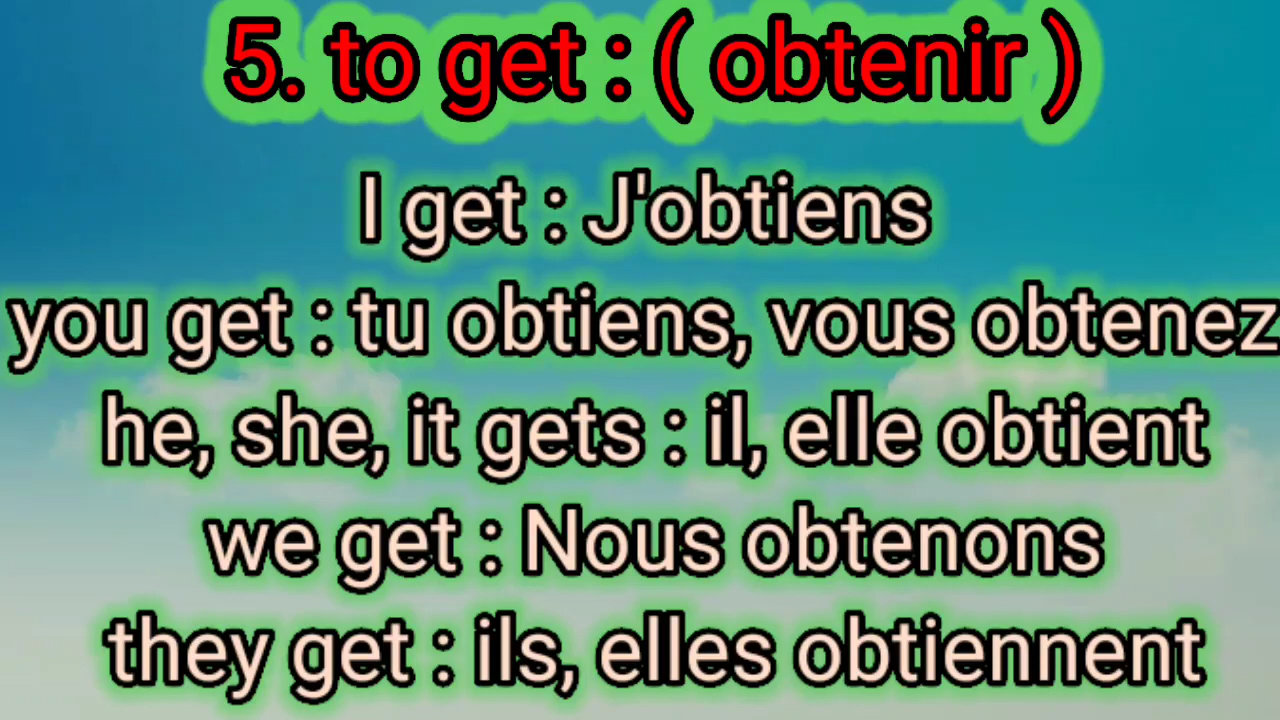 5. to get : ( obtenir )
I get : J'obtiens
you get : tu obtiens, vous obtenez
he, she, it gets : il, elle obtient
we get : Nous obtenons
they get : ils, elles obtiennent